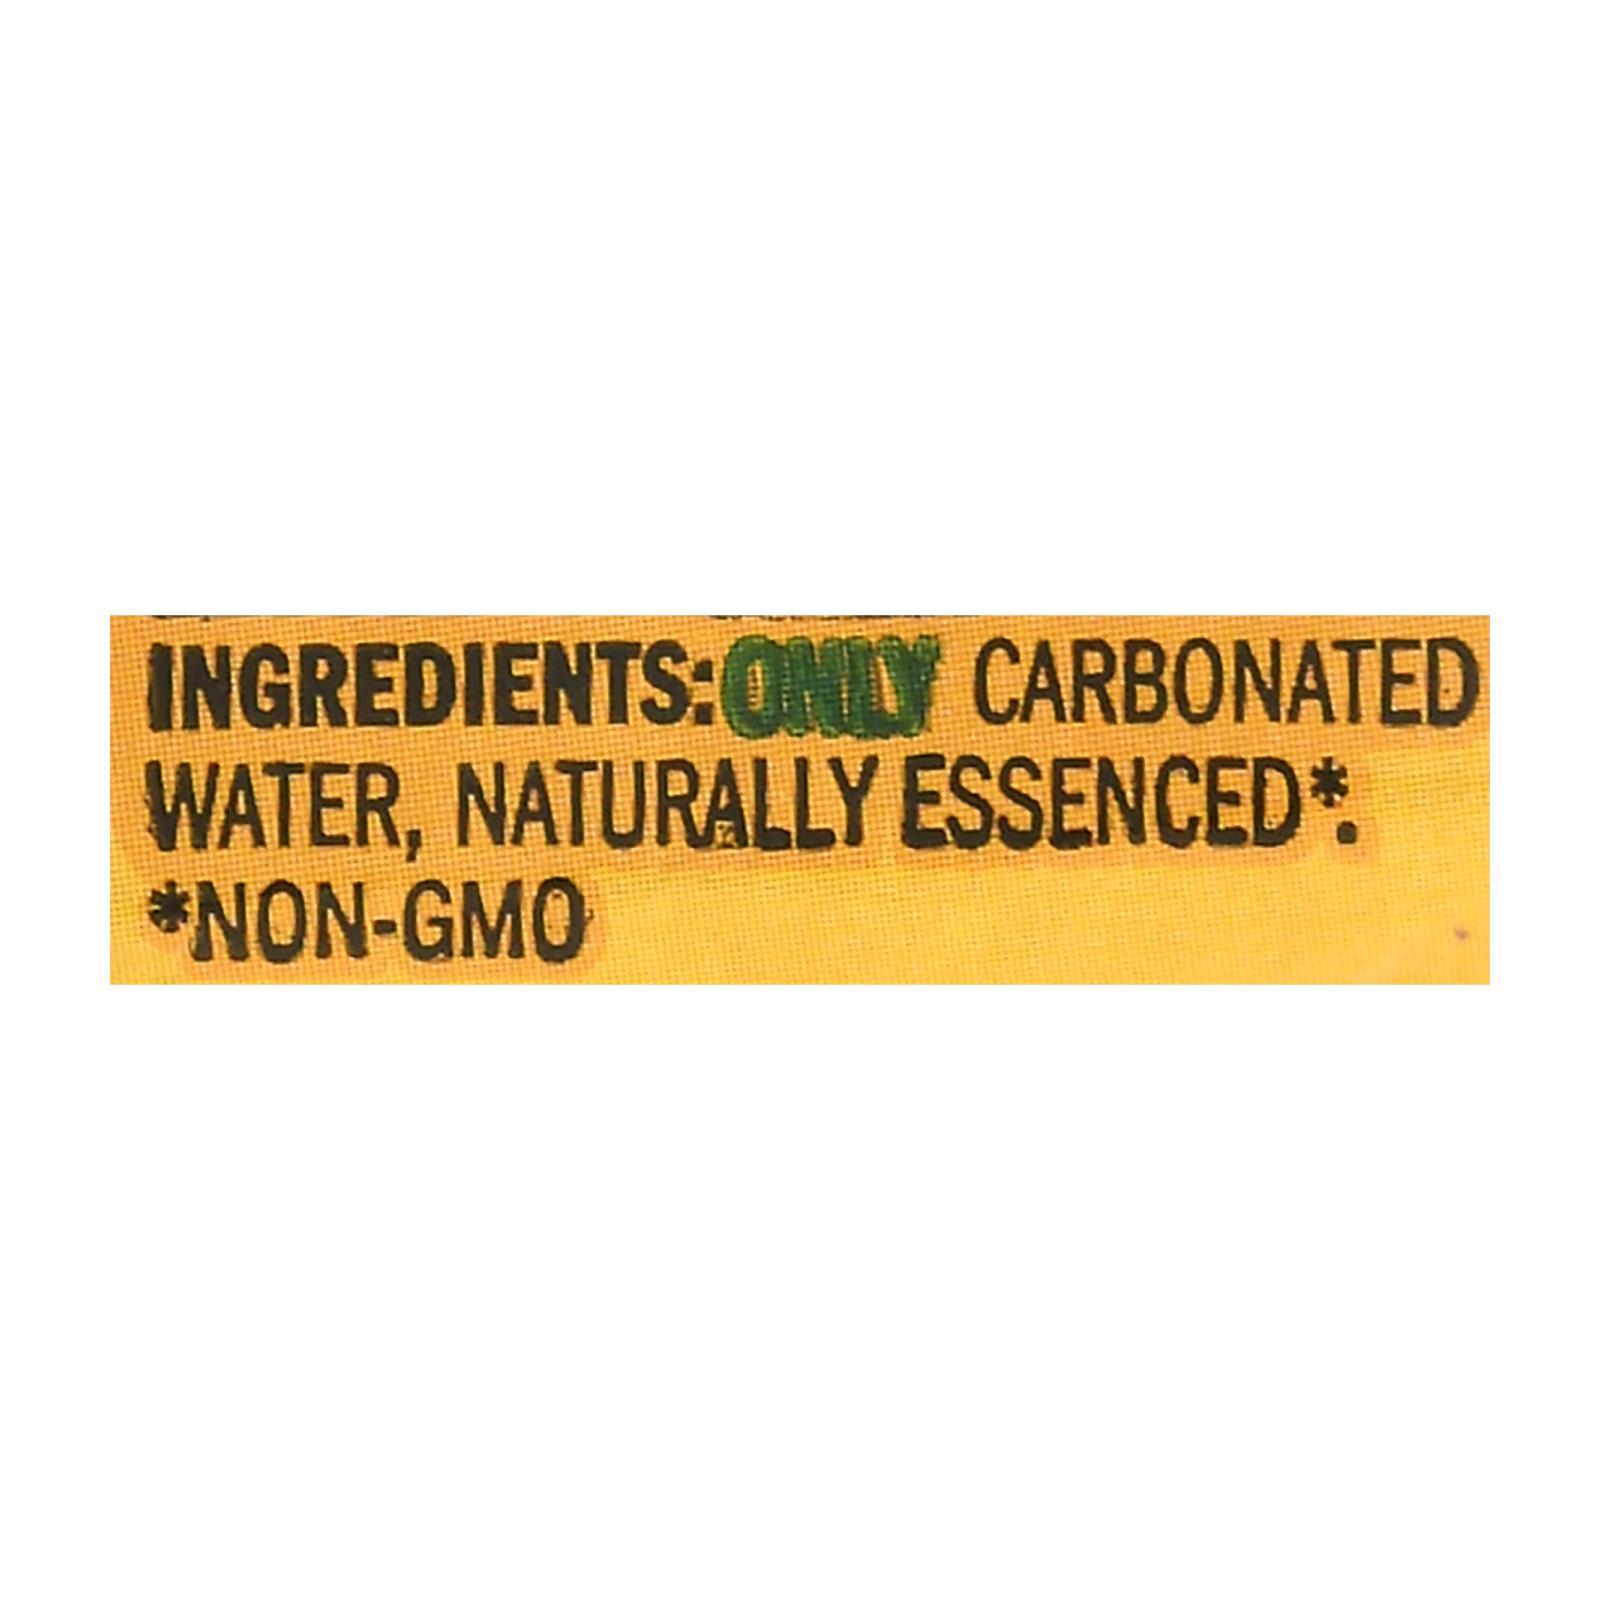 INGREDIENTS: ONLY CARBONATED
WATER, NATURALLY ESSENCED*.
*NON-GMO